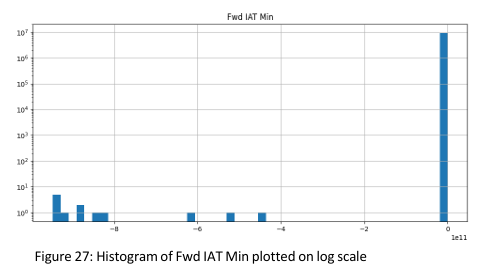 Fwd IAT Min
10⁷
10⁶
10⁵
10⁴
10³
10²
10¹
10⁰
−8 −6 −4 −2 0
1e11
Figure 27: Histogram of Fwd IAT Min plotted on log scale